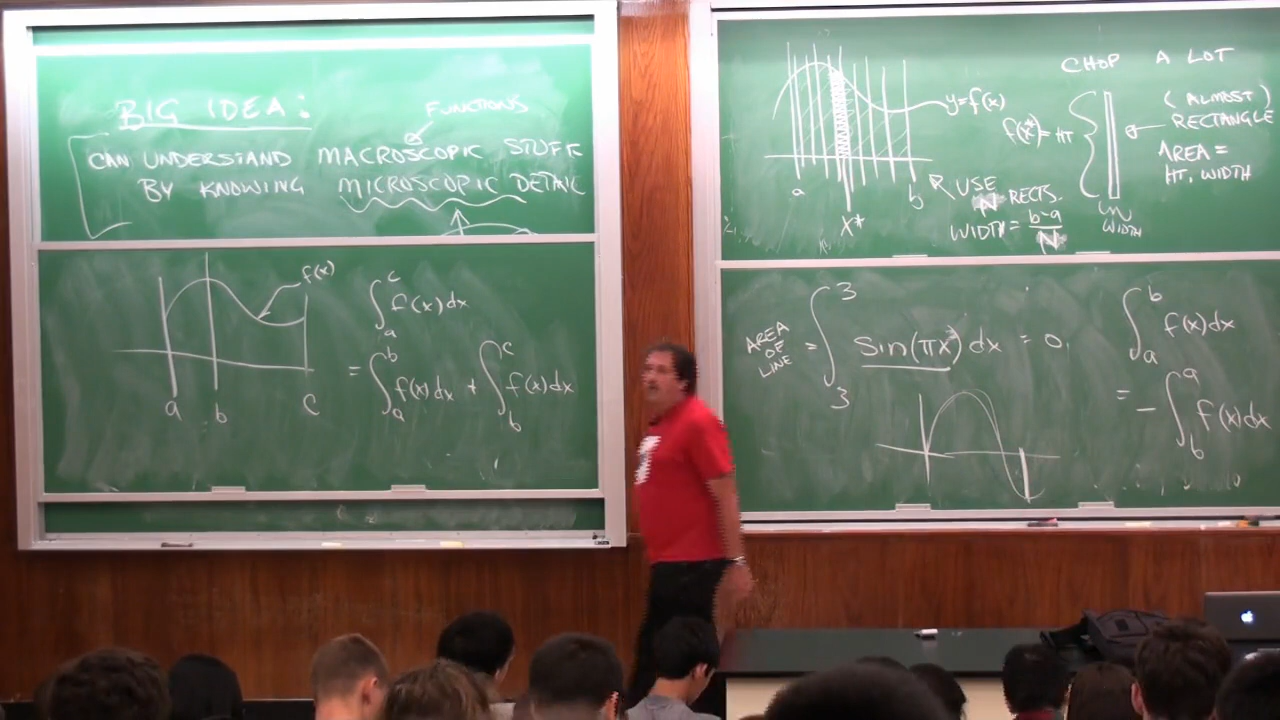 BIG IDEA:
FUNCTIONS
CAN UNDERSTAND MACROSCOPIC STUFF
BY KNOWING MICROSCOPIC DETAIL
f(x)
a b c
∫_a^c f(x)dx
= ∫_a^b f(x)dx + ∫_b^c f(x)dx
CHOP A LOT
y=f(x)
a
b
x*
f(x*)=HT
(ALMOST)
RECTANGLE
AREA =
HT. WIDTH
USE
N RECTS.
WIDTH = b-a/N
WIDTH
AREA
OF
LINE
= ∫_3^3 sin(πx)dx = 0.
∫_a^b f(x)dx
= - ∫_b^a f(x)dx